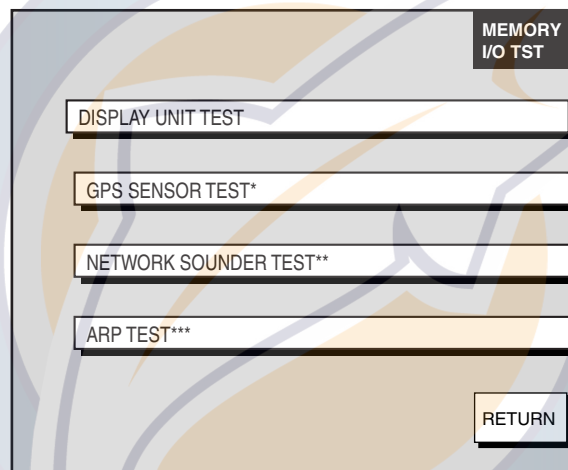 MEMORY
I/O TST
DISPLAY UNIT TEST
GPS SENSOR TEST*
NETWORK SOUNDER TEST**
ARP TEST***
RETURN